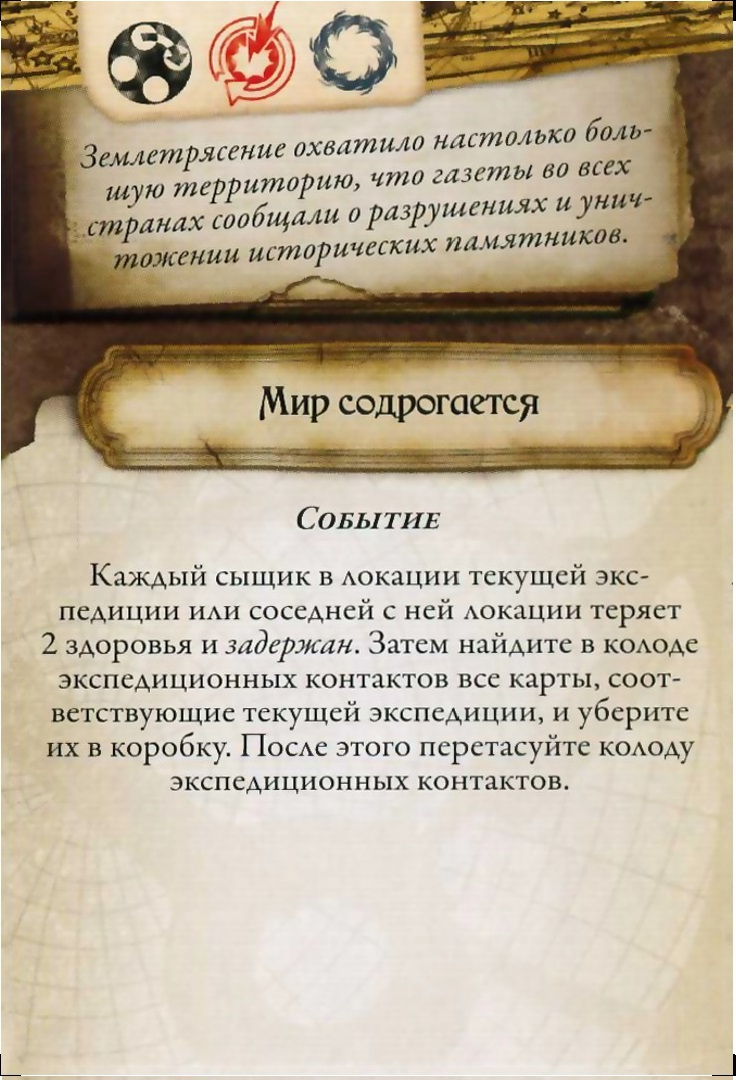 Землетрясение охватило настолько боль-
шую территорию, что газеты во всех
странах сообщали о разрушениях и унич-
тожении исторических памятников.
Мир содрогается
Событие
Каждый сыщик в локации текущей экс-
педиции или соседней с ней локации теряет
2 здоровья и задержан. Затем найдите в колоде
экспедиционных контактов все карты, соот-
ветствующие текущей экспедиции, и уберите
их в коробку. После этого перетасуйте колоду
экспедиционных контактов.